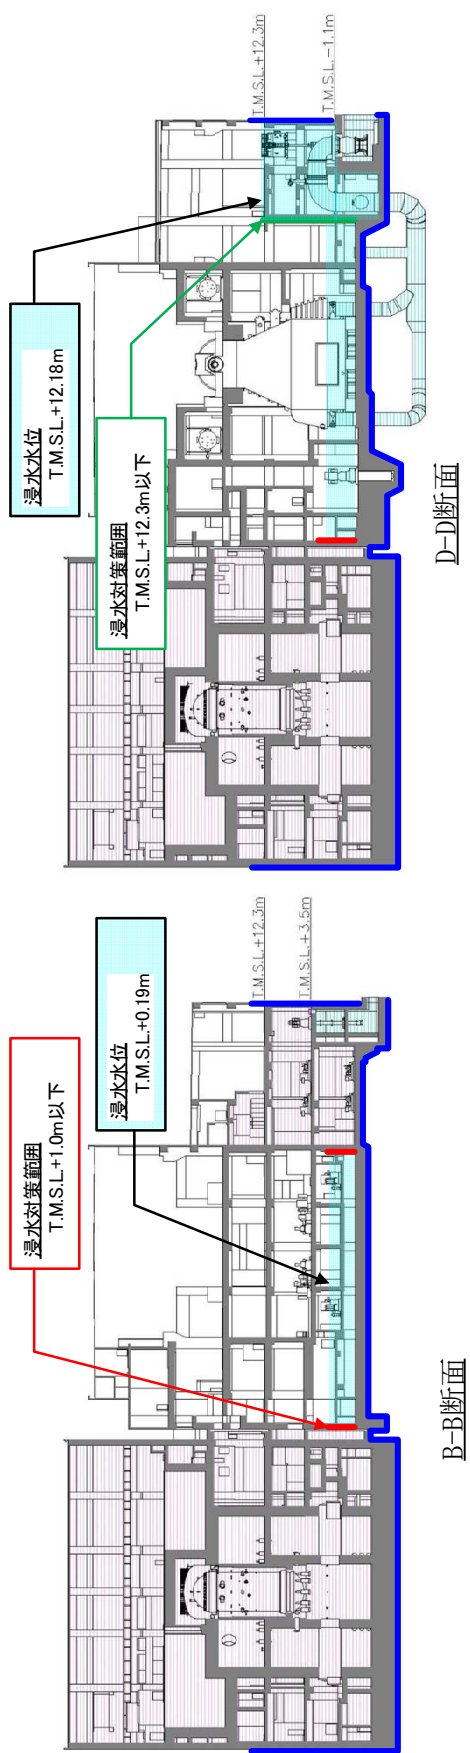 浸水対策範囲
T.M.S.L.+1.0m以下
浸水水位
T.M.S.L.+0.19m
T.M.S.L.+12.3m
T.M.S.L.+3.5m
B-B断面
浸水水位
T.M.S.L.+12.18m
浸水対策範囲
T.M.S.L.+12.3m以下
T.M.S.L.+12.3m
T.M.S.L.-1.1m
D-D断面